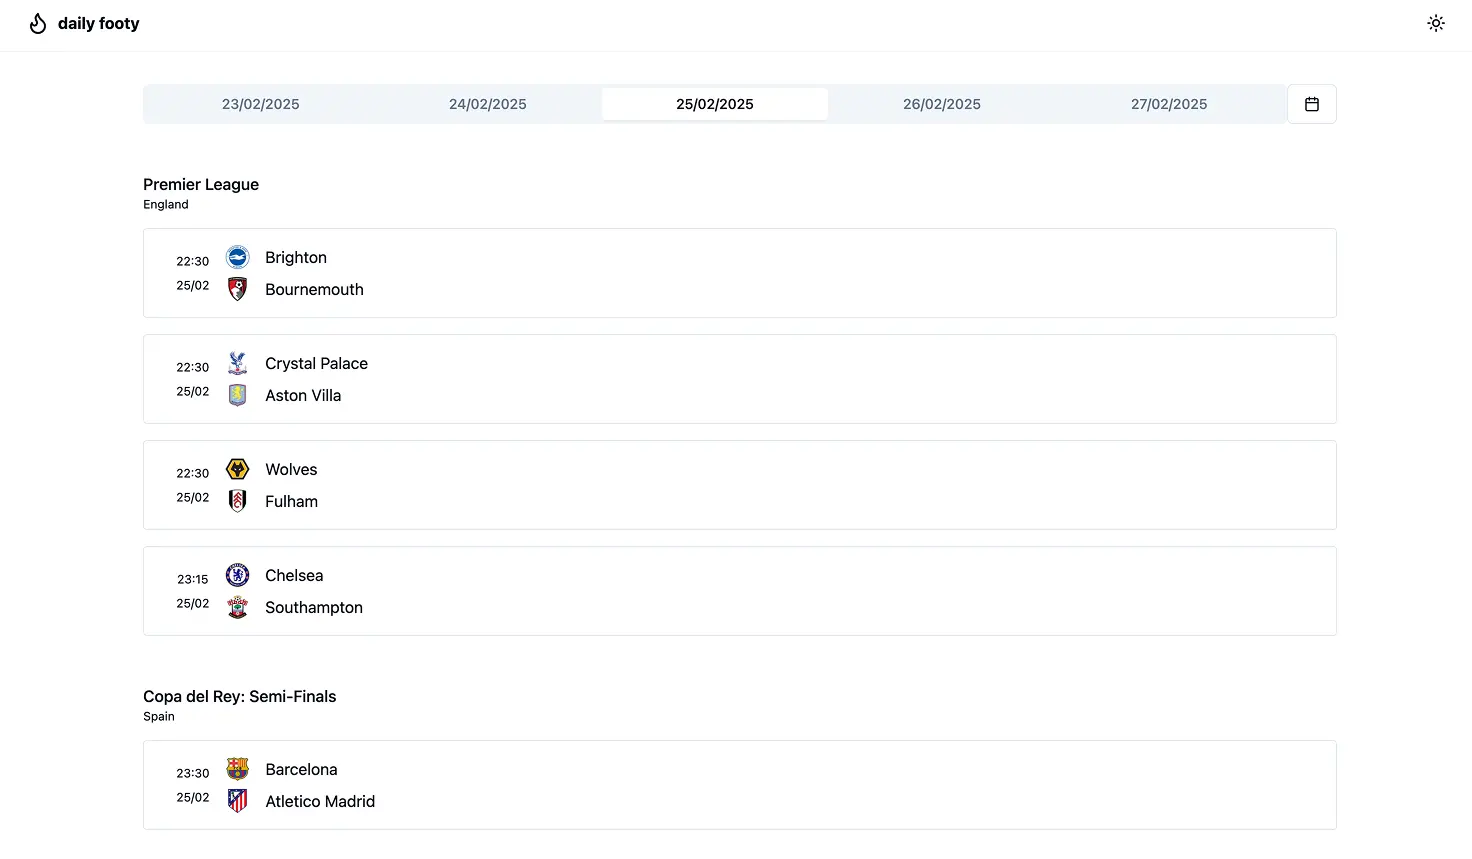 daily footy
23/02/2025 24/02/2025 25/02/2025 26/02/2025 27/02/2025
Premier League
England
22:30 Brighton
25/02 Bournemouth
22:30 Crystal Palace
25/02 Aston Villa
22:30 Wolves
25/02 Fulham
23:15 Chelsea
25/02 Southampton
Copa del Rey: Semi-Finals
Spain
23:30 Barcelona
25/02 Atletico Madrid